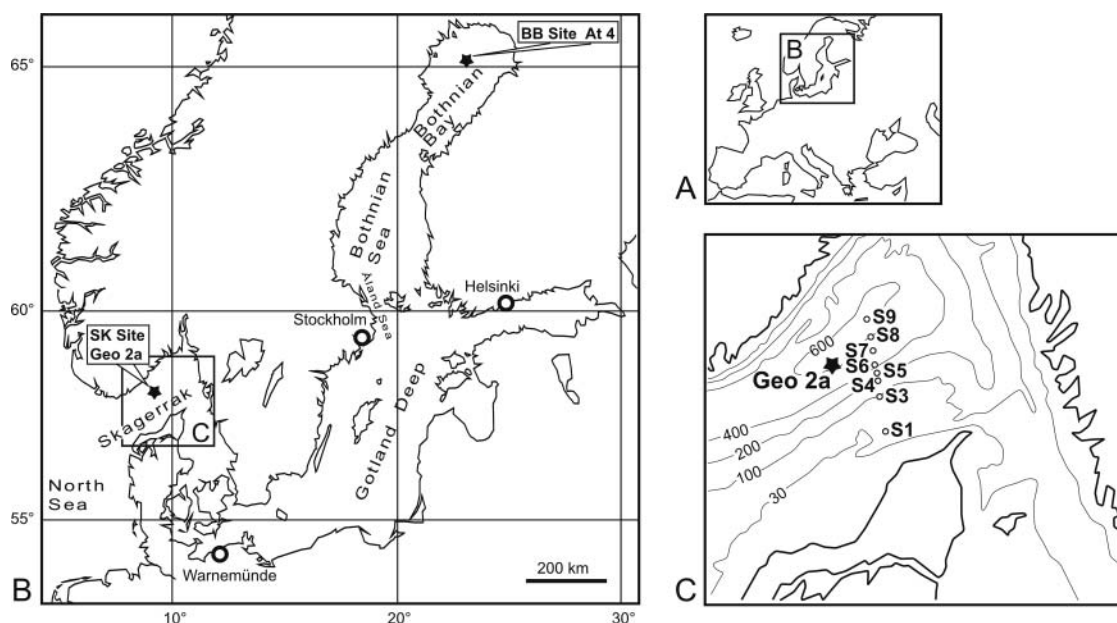 BB Site At 4
65°
Bothnian
Bay
Bothnian
Sea
Åland Sea
Helsinki
60°
Stockholm
SK Site
Geo 2a
Skagerrak
C
Gotland Deep
North
Sea
55°
Warnemünde
200 km
B
10°
20°
30°
B
A
S9
S8
600
S7
S6
S5
Geo 2a
S4
S3
S1
400
200
100
30
C